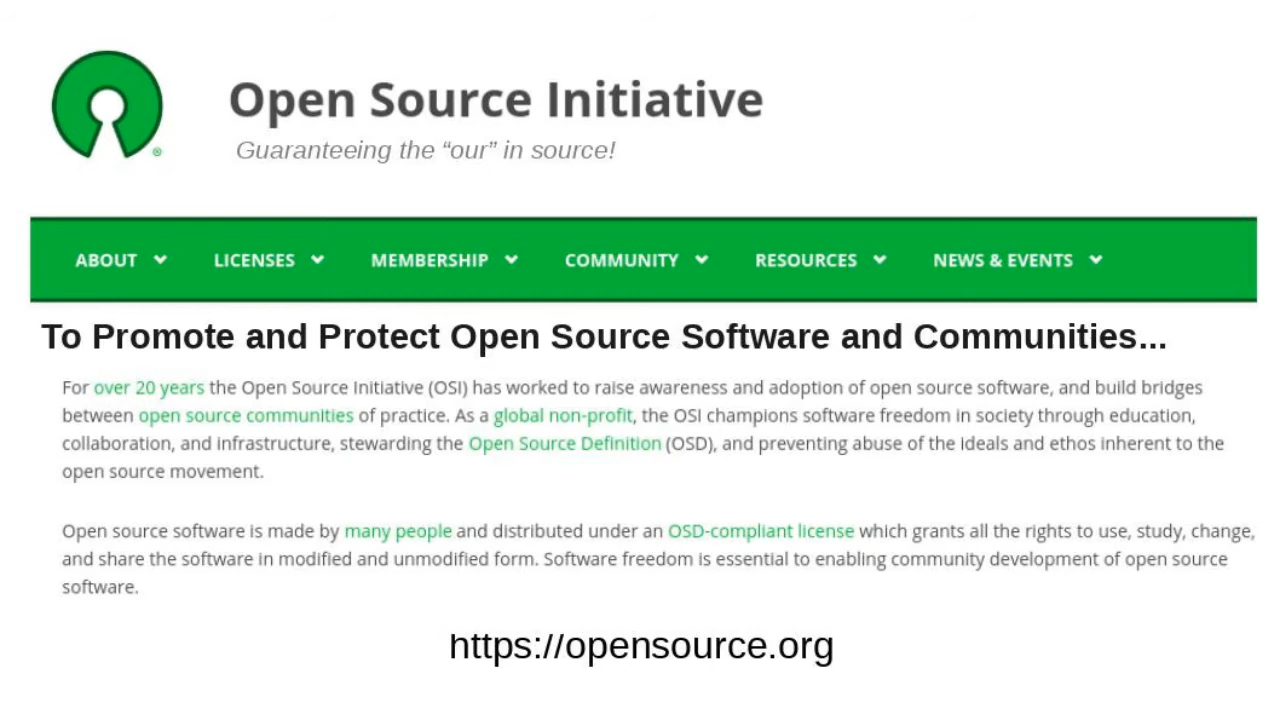 ®
Open Source Initiative
Guaranteeing the “our” in source!
ABOUT LICENSES MEMBERSHIP COMMUNITY RESOURCES NEWS & EVENTS
To Promote and Protect Open Source Software and Communities...
For over 20 years the Open Source Initiative (OSI) has worked to raise awareness and adoption of open source software, and build bridges
between open source communities of practice. As a global non-profit, the OSI champions software freedom in society through education,
collaboration, and infrastructure, stewarding the Open Source Definition (OSD), and preventing abuse of the ideals and ethos inherent to the
open source movement.
Open source software is made by many people and distributed under an OSD-compliant license which grants all the rights to use, study, change,
and share the software in modified and unmodified form. Software freedom is essential to enabling community development of open source
software.
https://opensource.org